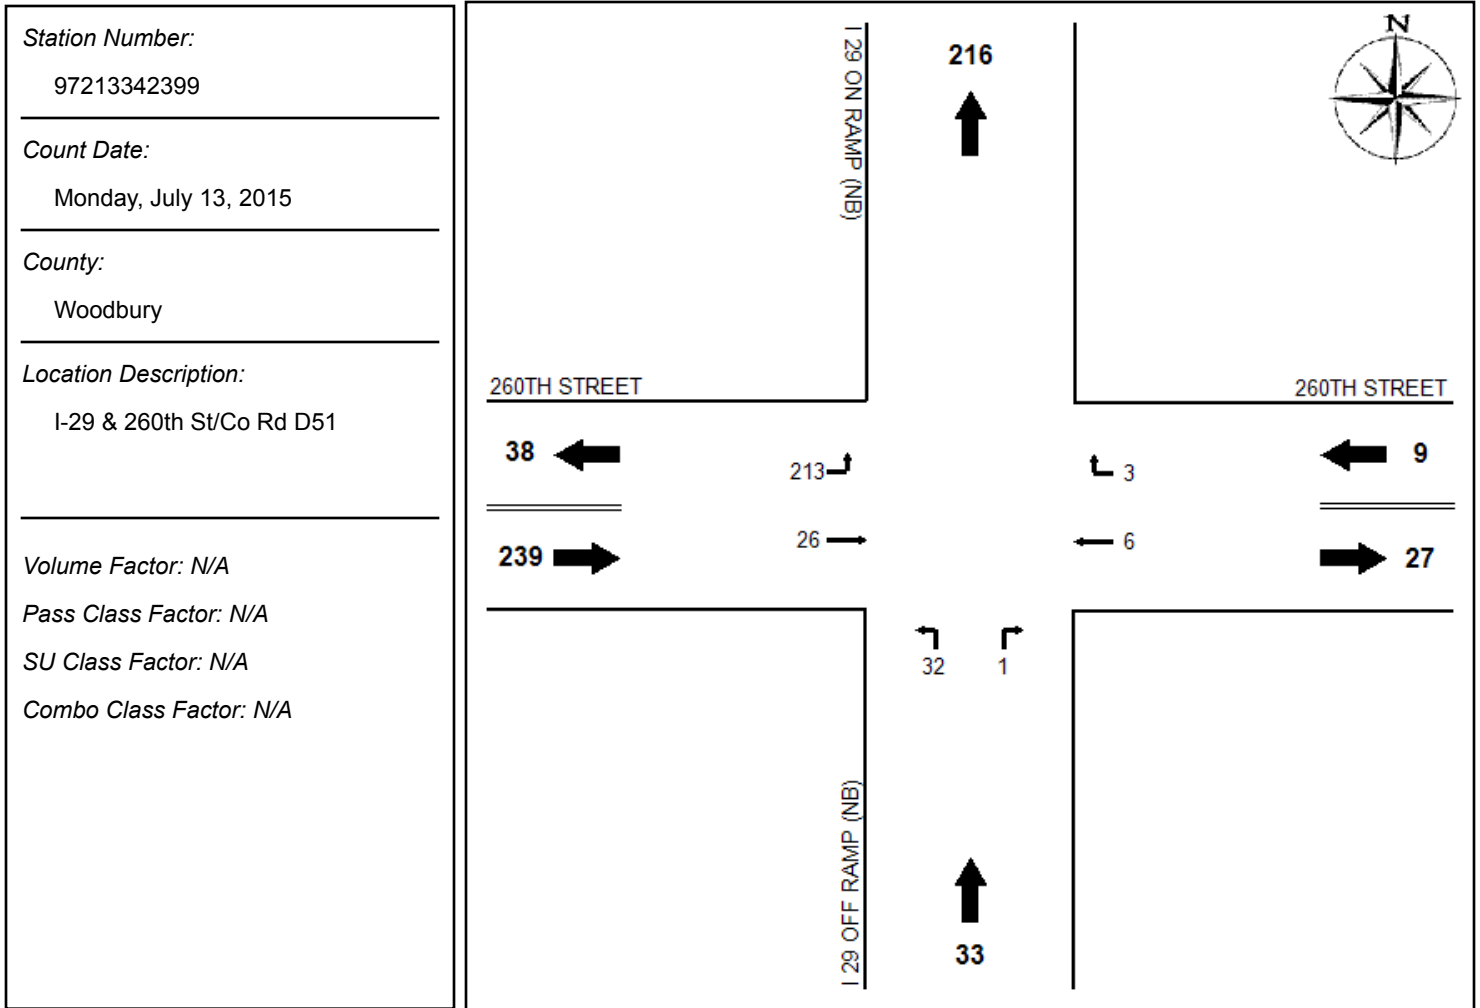 Station Number:
97213342399
Count Date:
Monday, July 13, 2015
County:
Woodbury
Location Description:
I-29 & 260th St/Co Rd D51
Volume Factor: N/A
Pass Class Factor: N/A
SU Class Factor: N/A
Combo Class Factor: N/A
N
I 29 ON RAMP (NB)
216
260TH STREET
260TH STREET
38
213
3
9
239
26
6
27
32
1
I 29 OFF RAMP (NB)
33